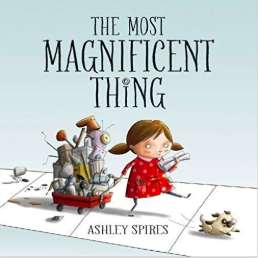 THE MOST
MAGNIFICENT
THING
ASHLEY SPIRES